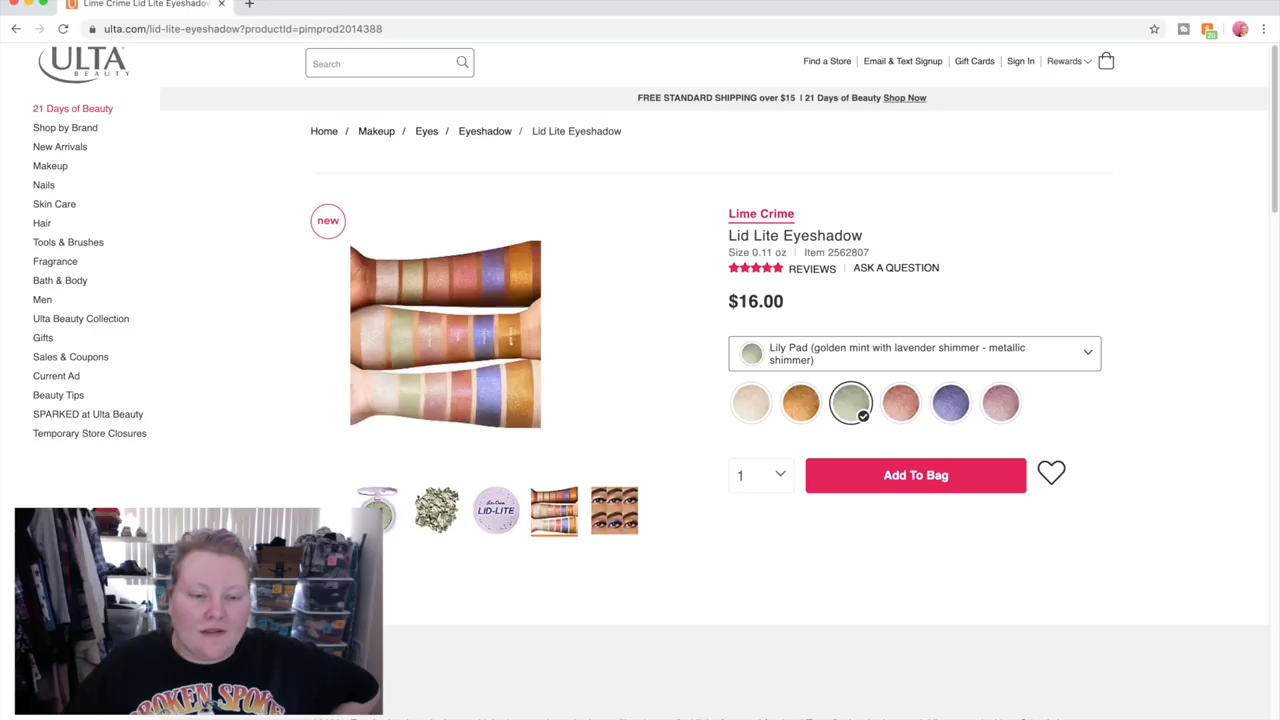 Lime Crime Lid Lite Eyeshadow
ulta.com/lid-lite-eyeshadow?productId=pimprod2014388
20
ULTA
BEAUTY
Search
Find a Store
Email & Text Signup
Gift Cards
Sign In
Rewards
21 Days of Beauty
Shop by Brand
New Arrivals
Makeup
Nails
Skin Care
Hair
Tools & Brushes
Fragrance
Bath & Body
Men
Ulta Beauty Collection
Gifts
Sales & Coupons
Current Ad
Beauty Tips
SPARKED at Ulta Beauty
Temporary Store Closures
FREE STANDARD SHIPPING over $15 | 21 Days of Beauty Shop Now
Home / Makeup / Eyes / Eyeshadow / Lid Lite Eyeshadow
new
Lime Crime
Lid Lite Eyeshadow
Size 0.11 oz | Item 2562807
REVIEWS | ASK A QUESTION
$16.00
Lily Pad (golden mint with lavender shimmer - metallic
shimmer)
1
Add To Bag
Lime Crime
LID-LITE
BROKEN SPOKE